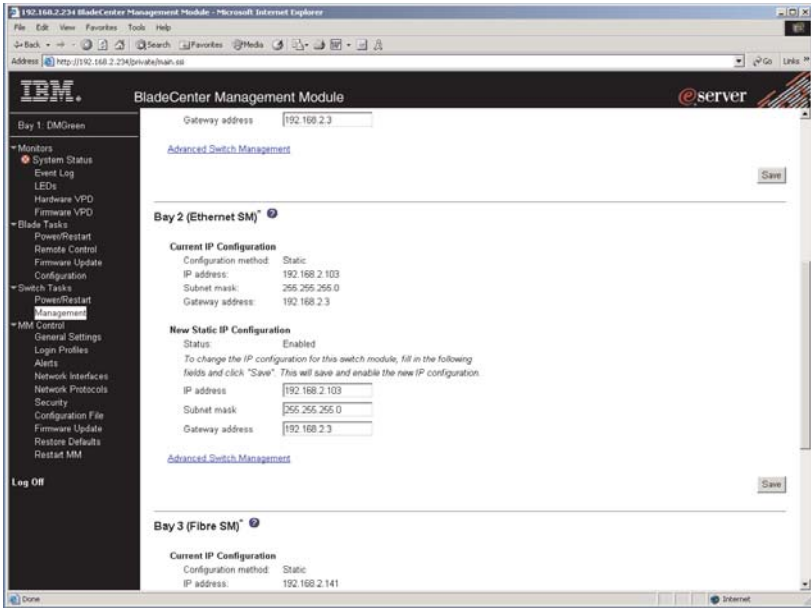 192.168.2.234 BladeCenter Management Module - Microsoft Internet Explorer
File Edit View Favorites Tools Help
Back Search Favorites Media
Address http://192.168.2.234/private/main.ssi Go Links »
IBM.
BladeCenter Management Module
@server
Bay 1: DMGreen
Monitors
System Status
Event Log
LEDs
Hardware VPD
Firmware VPD
Blade Tasks
Power/Restart
Remote Control
Firmware Update
Configuration
Switch Tasks
Power/Restart
Management
MM Control
General Settings
Login Profiles
Alerts
Network Interfaces
Network Protocols
Security
Configuration File
Firmware Update
Restore Defaults
Restart MM
Log Off
Gateway address 192.168.2.3
Advanced Switch Management
Save
Bay 2 (Ethernet SM)* ?
Current IP Configuration
Configuration method: Static
IP address: 192.168.2.103
Subnet mask: 255.255.255.0
Gateway address: 192.168.2.3
New Static IP Configuration
Status: Enabled
To change the IP configuration for this switch module, fill in the following
fields and click "Save". This will save and enable the new IP configuration.
IP address 192.168.2.103
Subnet mask 255.255.255.0
Gateway address 192.168.2.3
Advanced Switch Management
Save
Bay 3 (Fibre SM)* ?
Current IP Configuration
Configuration method: Static
IP address: 192.168.2.141
Done Internet